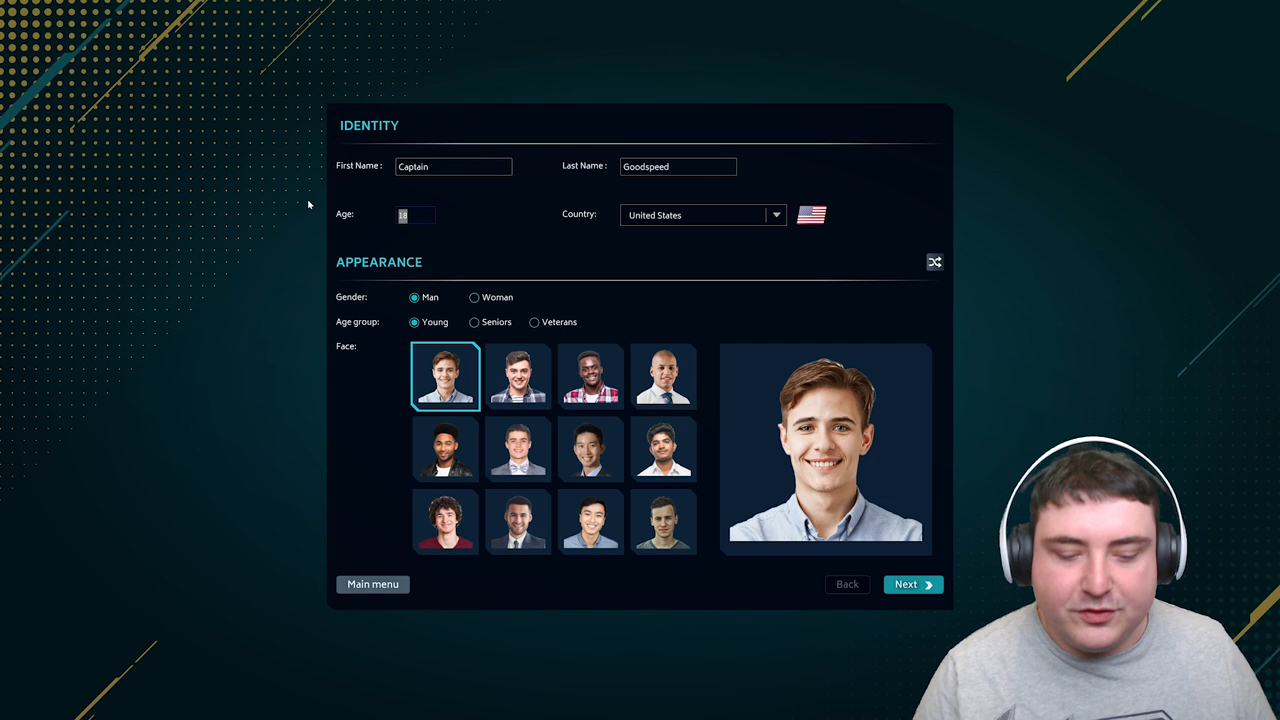 IDENTITY
First Name : Captain Last Name : Goodspeed
Age: 18 Country: United States
APPEARANCE
Gender: Man Woman
Age group: Young Seniors Veterans
Face:
Main menu Back Next